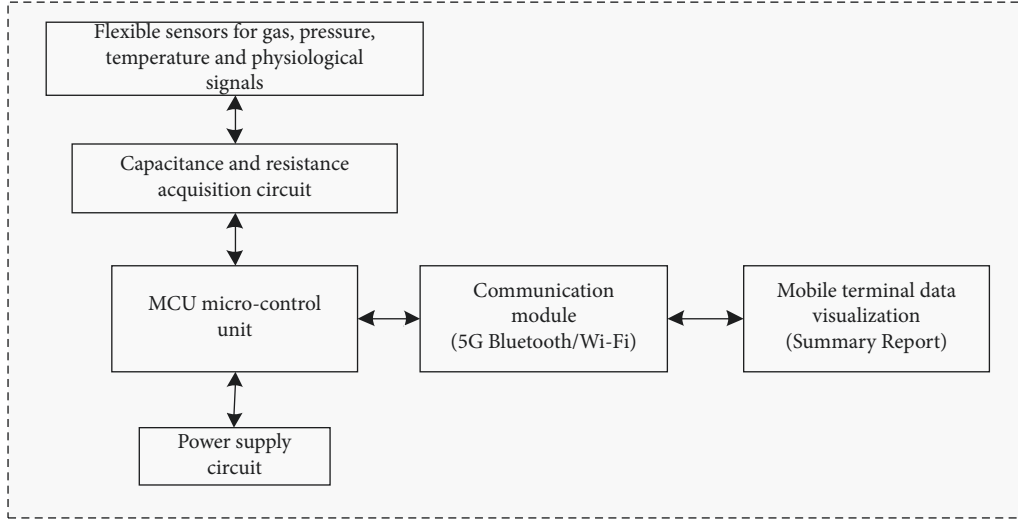 Flexible sensors for gas, pressure,
temperature and physiological
signals
Capacitance and resistance
acquisition circuit
MCU micro-control
unit
Communication
module
(5G Bluetooth/Wi-Fi)
Mobile terminal data
visualization
(Summary Report)
Power supply
circuit